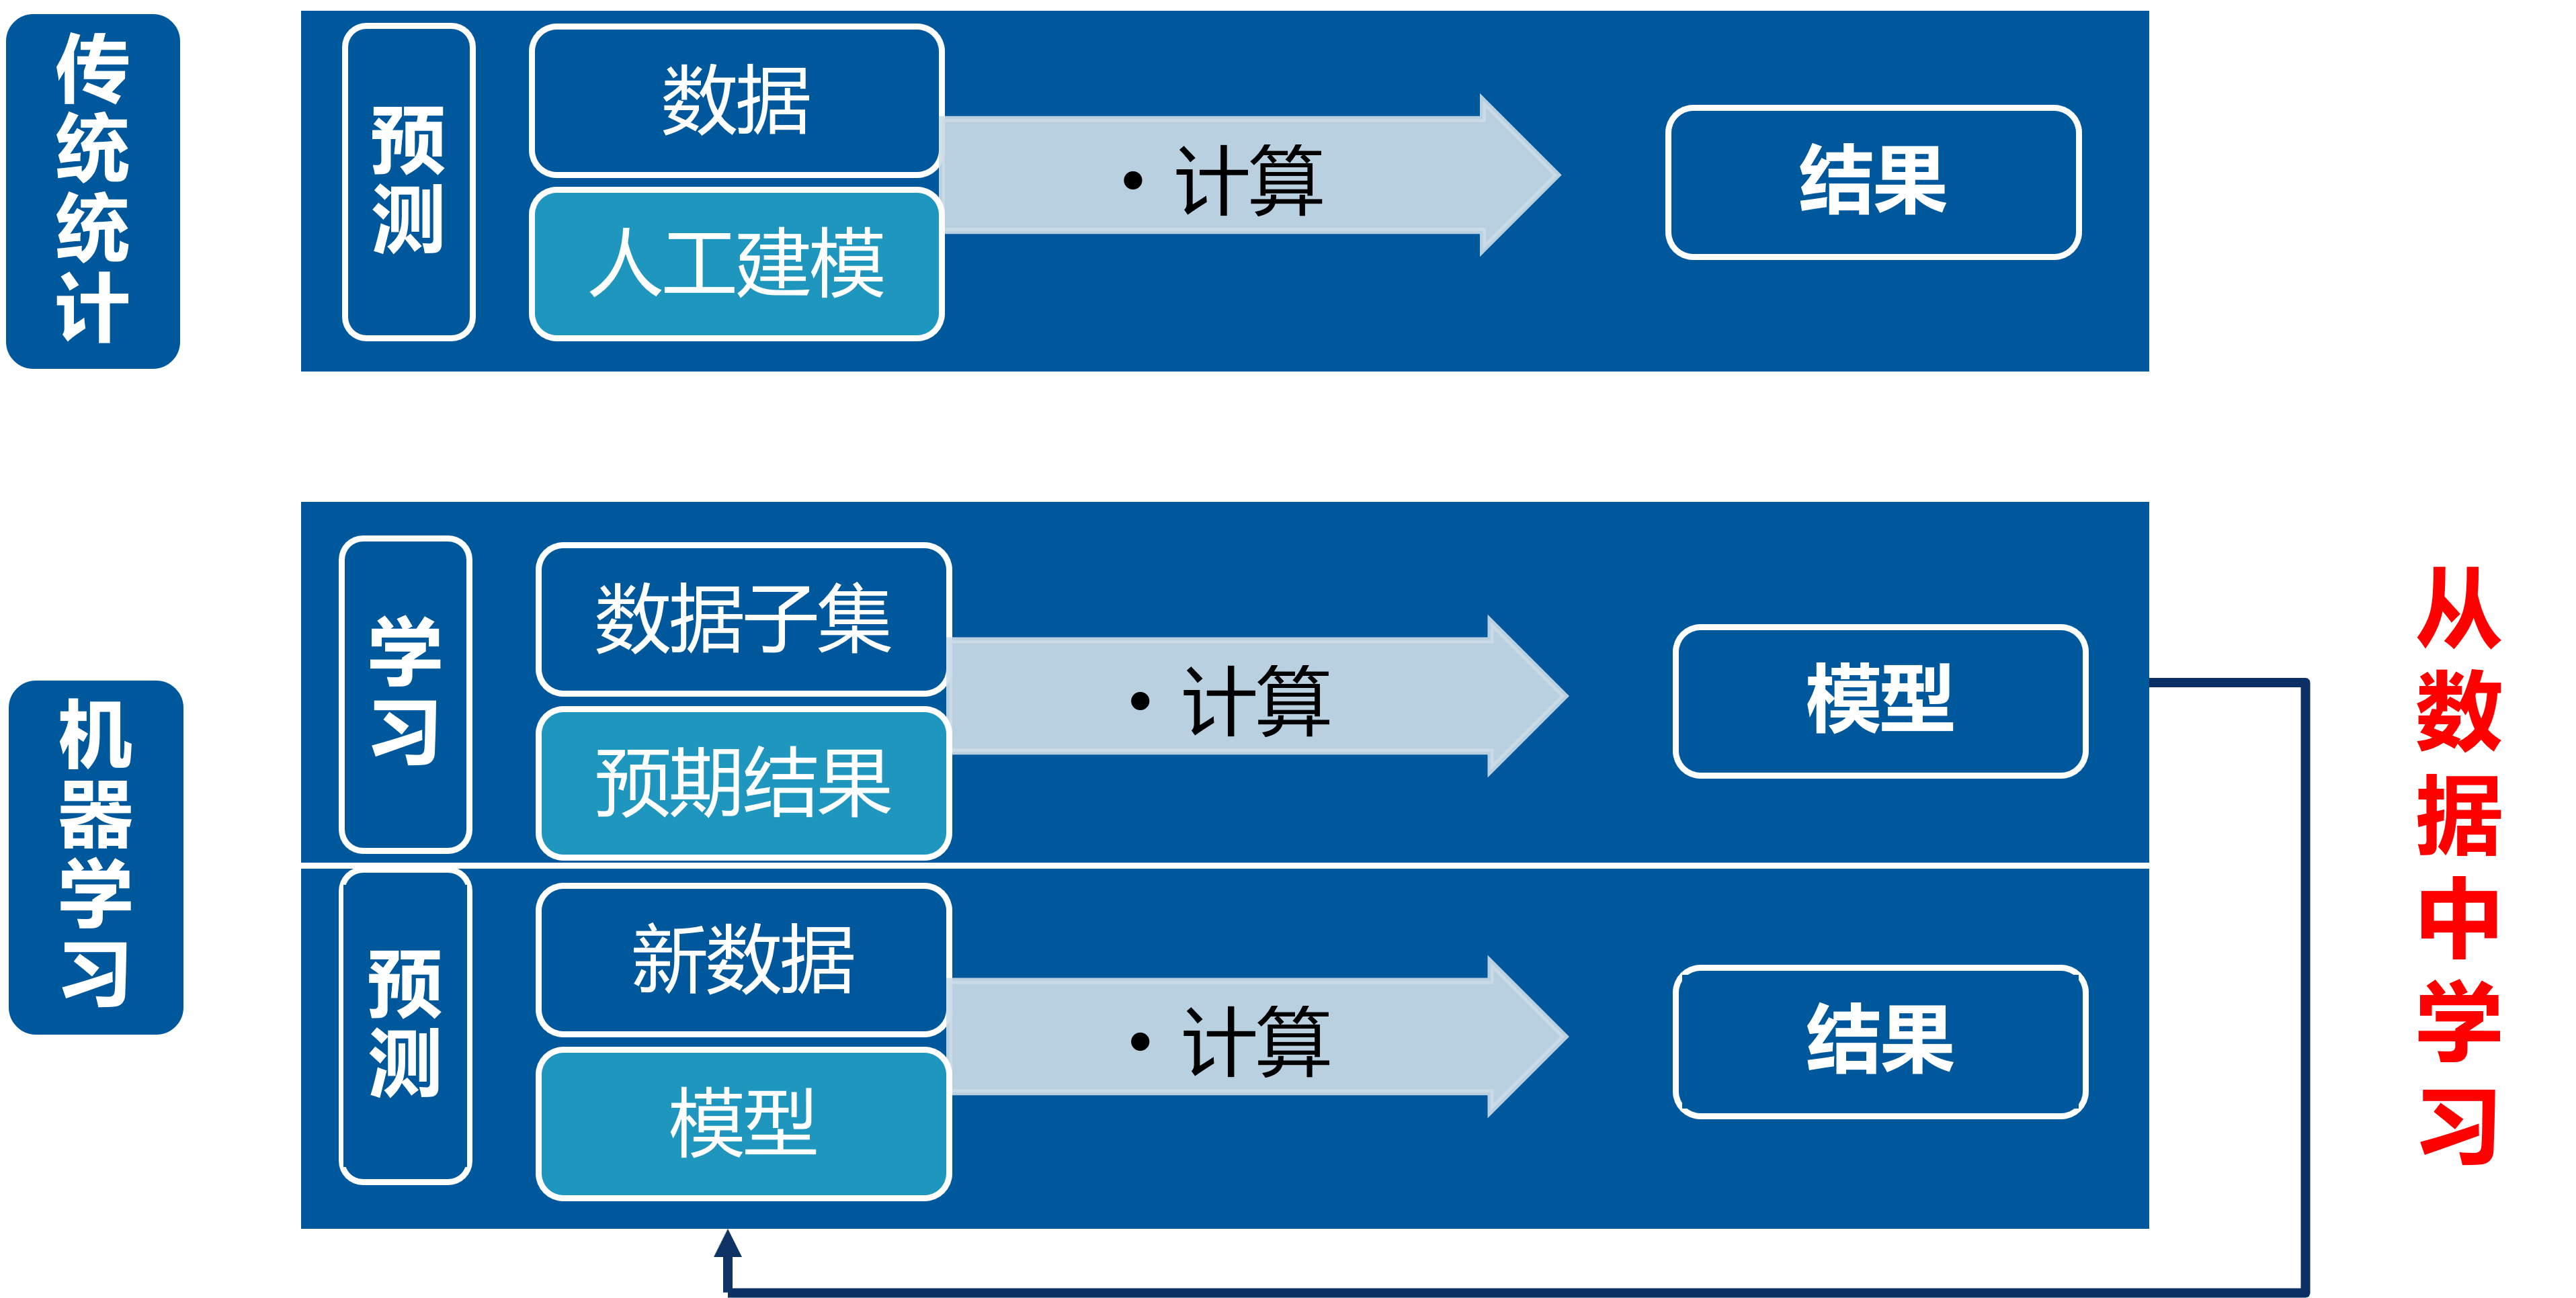 传统统计
预测
数据
人工建模
• 计算
结果
机器学习
学习
数据子集
预期结果
• 计算
模型
预测
新数据
模型
• 计算
结果
从数据中学习